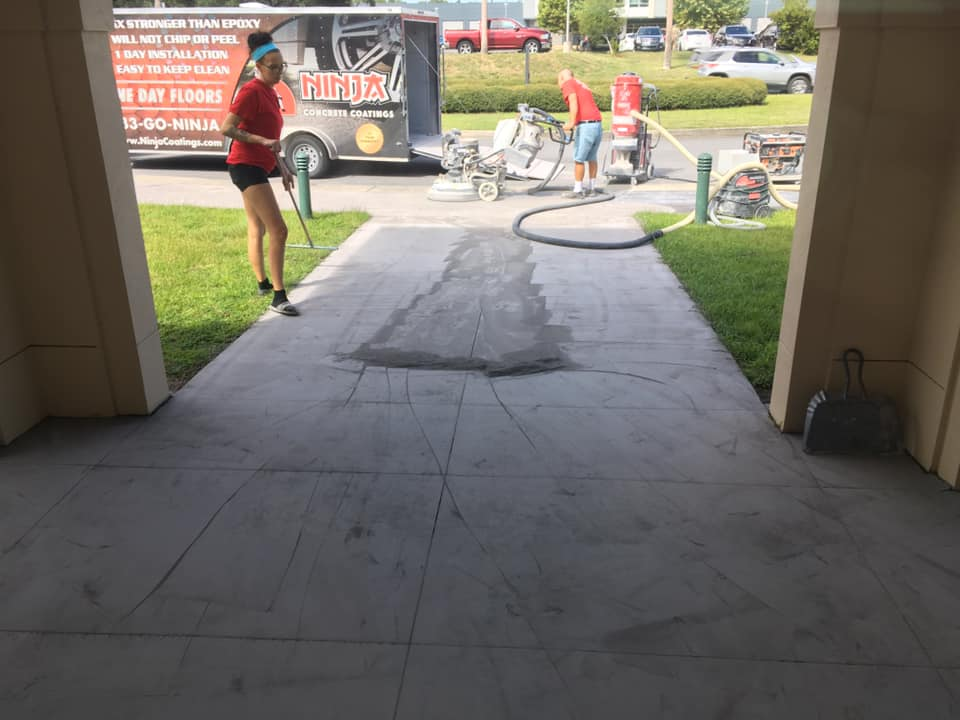 X STRONGER THAN EPOXY
WILL NOT CHIP OR PEEL
1 DAY INSTALLATION
EASY TO KEEP CLEAN
NE DAY FLOORS
33-GO-NINJA
www.NinjaCoatings.com
NINJA
CONCRETE COATINGS